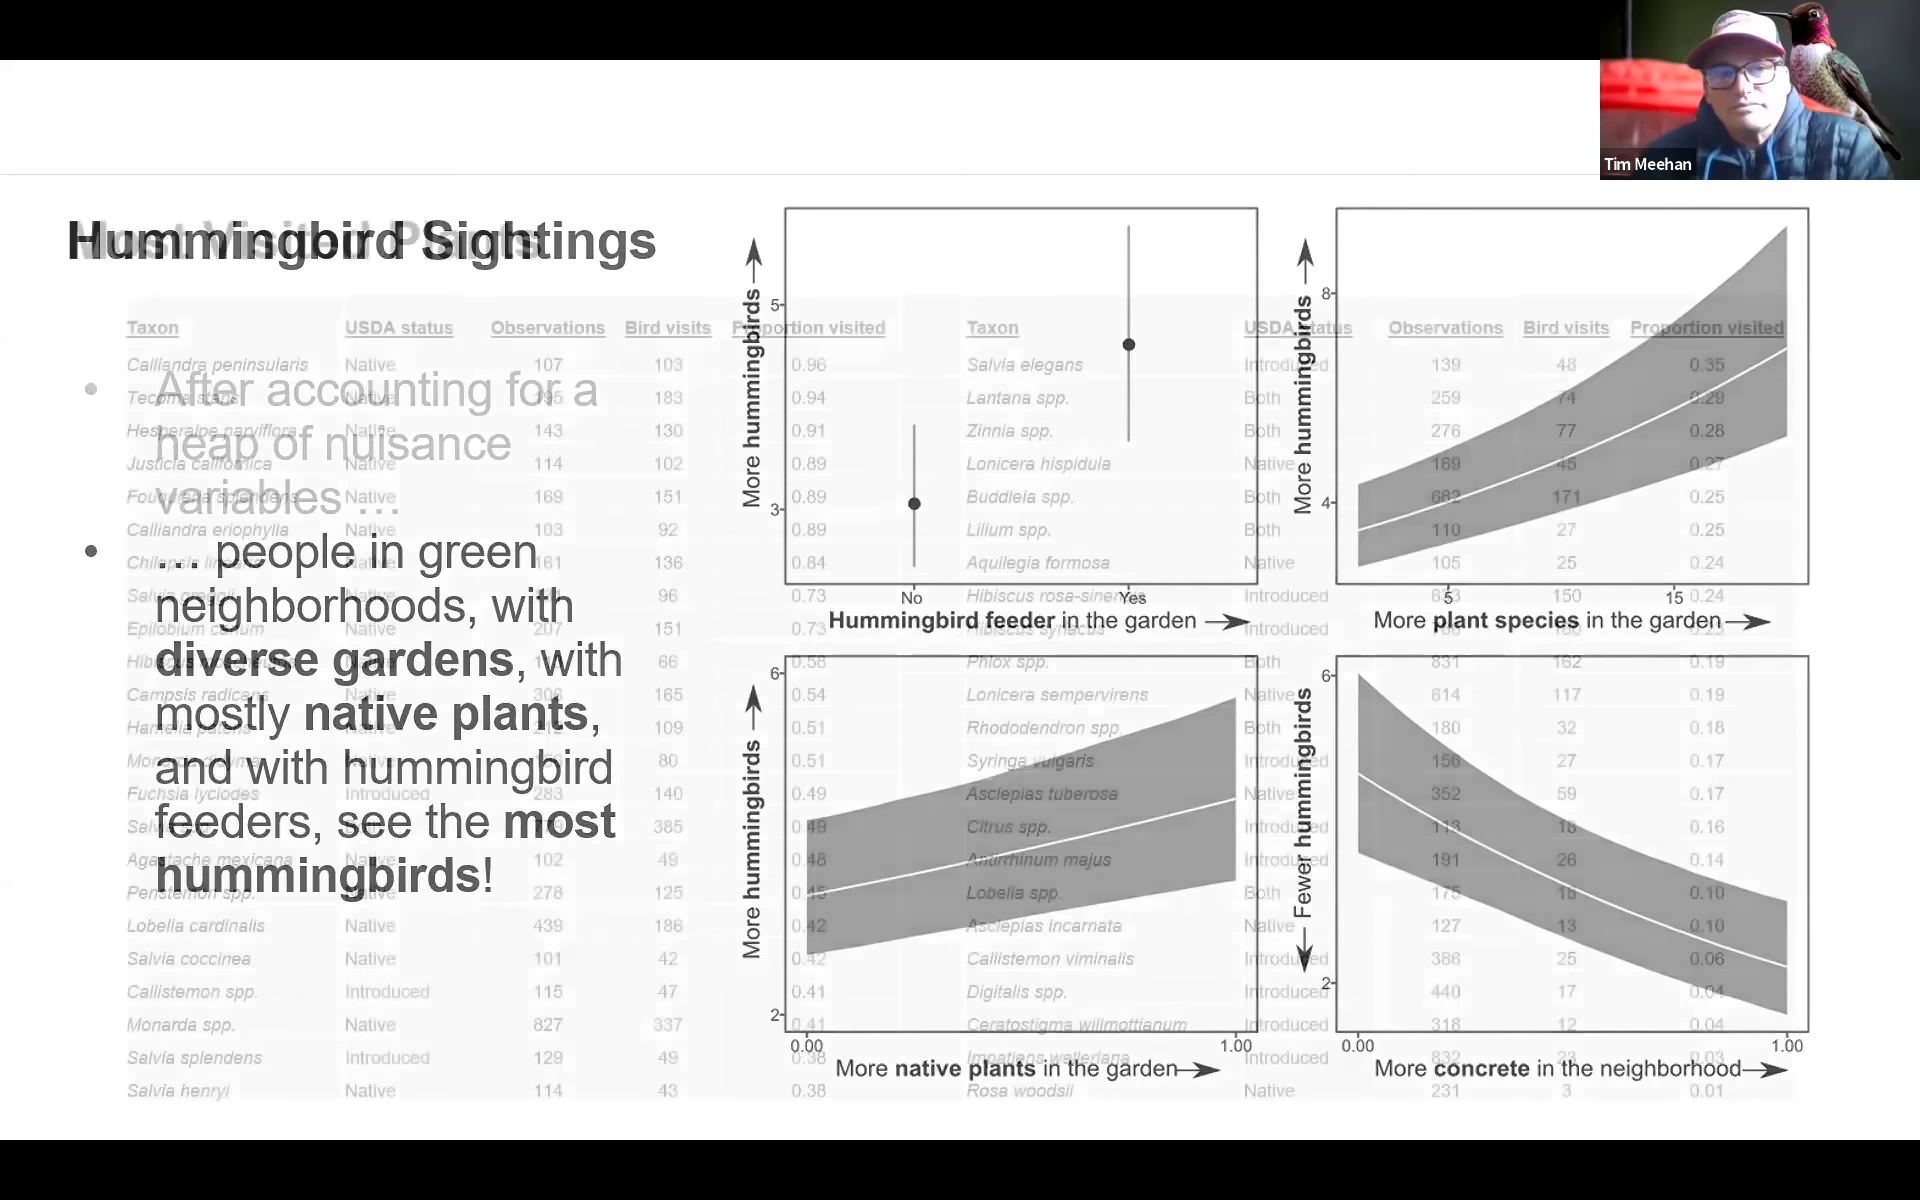 Tim Meehan
Hummingbird Sightings
Most Visited Plants
• After accounting for a
heap of nuisance
variables …
• … people in green
neighborhoods, with
diverse gardens, with
mostly native plants,
and with hummingbird
feeders, see the most
hummingbirds!
More hummingbirds
5
3
No Yes
Hummingbird feeder in the garden
More hummingbirds
8
4
5 15
More plant species in the garden
More hummingbirds
6
2
0.00 1.00
More native plants in the garden
Fewer hummingbirds
6
2
0.00 1.00
More concrete in the neighborhood
Taxon USDA status Observations Bird visits Proportion visited
Calliandra peninsularis Native 107 103 0.96
Tecoma stans Native 195 183 0.94
Hesperaloe parviflora Native 143 130 0.91
Justicia californica Native 114 102 0.89
Fouquieria splendens Native 169 151 0.89
Calliandra eriophylla Native 103 92 0.89
Chilopsis linearis Native 161 136 0.84
Salvia greggii 96 0.73
Epilobium canum Native 207 151 0.73
66 0.58
Campsis radicans Native 306 165 0.54
Hamelia patens Native 212 109 0.51
80 0.51
Fuchsia lyciodes Introduced 283 140 0.49
385 0.49
Agastache mexicana Native 102 49 0.48
Penstemon spp. Native 278 125 0.45
Lobelia cardinalis Native 439 186 0.42
Salvia coccinea Native 101 42 0.42
Callistemon spp. Introduced 115 47 0.41
Monarda spp. Native 827 337 0.41
Salvia splendens Introduced 129 49 0.38
Salvia henryi Native 114 43 0.38
Taxon USDA status Observations Bird visits Proportion visited
Salvia elegans Introduced 139 48 0.35
Lantana spp. Both 259 74 0.29
Zinnia spp. Both 276 77 0.28
Lonicera hispidula Native 169 45 0.27
Buddleia spp. Both 682 171 0.25
Lilium spp. Both 110 27 0.25
Aquilegia formosa Native 105 25 0.24
Hibiscus rosa-sinensis Introduced 150 0.24
Hibiscus syriacus Introduced
Phlox spp. Both 831 162 0.19
Lonicera sempervirens Native 614 117 0.19
Rhododendron spp. Both 180 32 0.18
Syringa vulgaris Introduced 156 27 0.17
Asclepias tuberosa Native 352 59 0.17
Citrus spp. Introduced 113 18 0.16
Antirrhinum majus Introduced 191 26 0.14
Lobelia spp. Both 175 18 0.10
Asclepias incarnata Native 127 13 0.10
Callistemon viminalis Introduced 386 25 0.06
Digitalis spp. Introduced 440 17 0.04
Ceratostigma willmottianum Introduced 318 12 0.04
Impatiens walleriana Introduced 832 23 0.03
Rosa woodsii Native 231 3 0.01